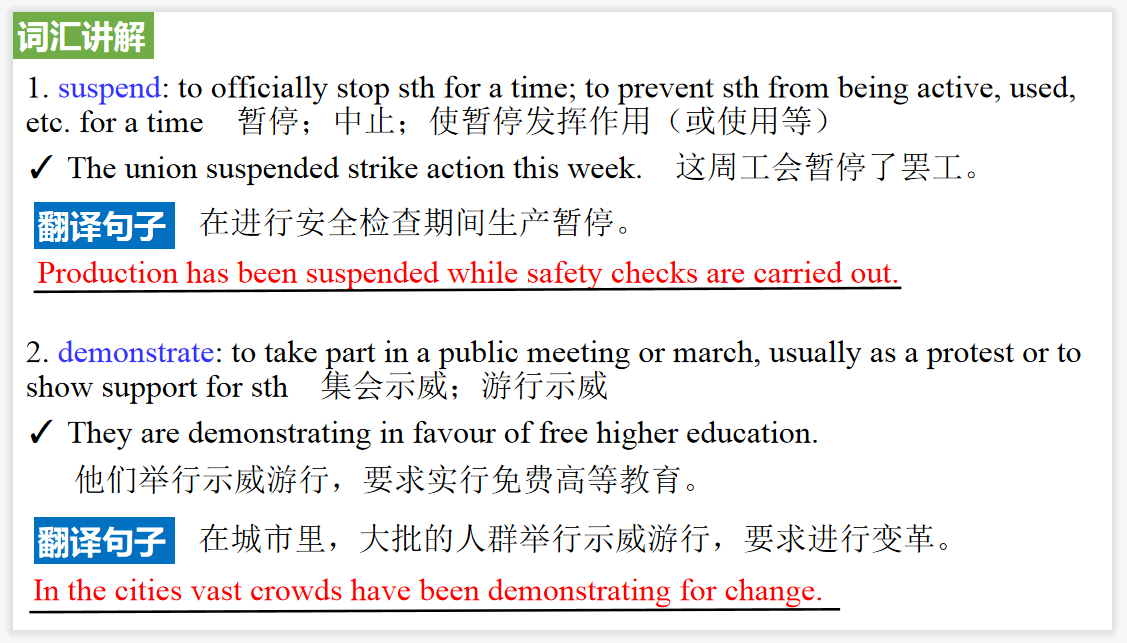 词汇讲解
1. suspend: to officially stop sth for a time; to prevent sth from being active, used,
etc. for a time 暂停；中止；使暂停发挥作用（或使用等）
✓ The union suspended strike action this week. 这周工会暂停了罢工。
翻译句子 在进行安全检查期间生产暂停。
Production has been suspended while safety checks are carried out.
2. demonstrate: to take part in a public meeting or march, usually as a protest or to
show support for sth 集会示威；游行示威
✓ They are demonstrating in favour of free higher education.
他们举行示威游行，要求实行免费高等教育。
翻译句子 在城市里，大批的人群举行示威游行，要求进行变革。
In the cities vast crowds have been demonstrating for change.